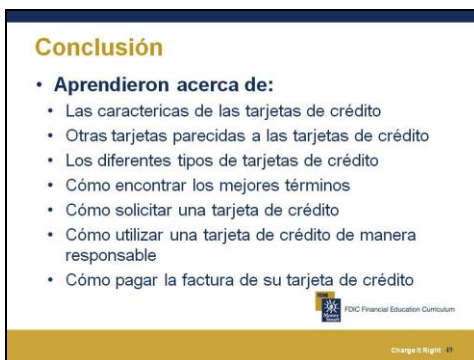 Conclusión
• Aprendieron acerca de:
• Las caractericas de las tarjetas de crédito
• Otras tarjetas parecidas a las tarjetas de crédito
• Los diferentes tipos de tarjetas de crédito
• Cómo encontrar los mejores términos
• Cómo solicitar una tarjeta de crédito
• Cómo utilizar una tarjeta de crédito de manera
responsable
• Cómo pagar la factura de su tarjeta de crédito
FDIC Financial Education Curriculum
Charge It Right